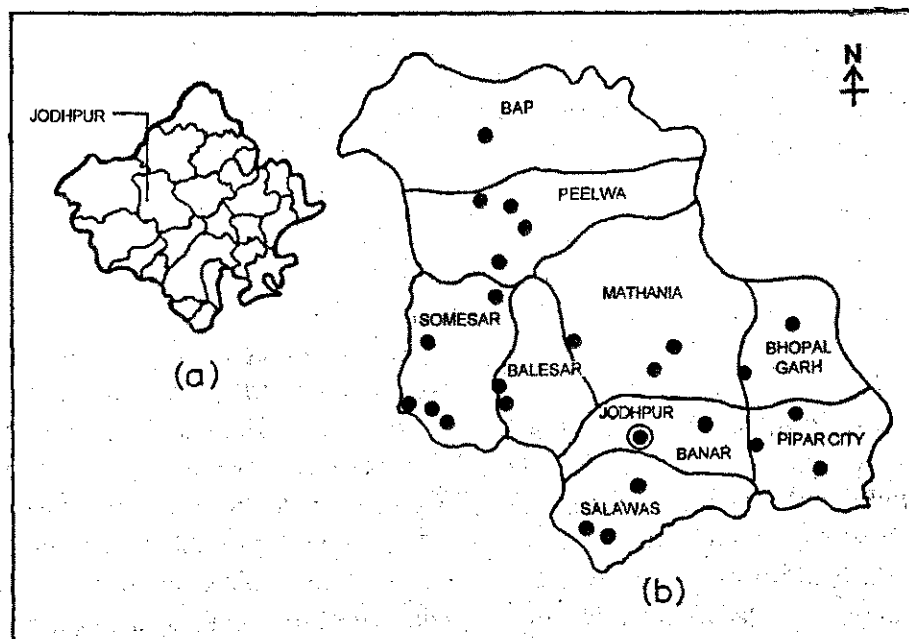 N
JODHPUR
BAP
PEELWA
MATHANIA
SOMESAR
BHOPAL
GARH
BALESAR
JODHPUR
BANAR
PIPAR CITY
SALAWAS
(a)
(b)